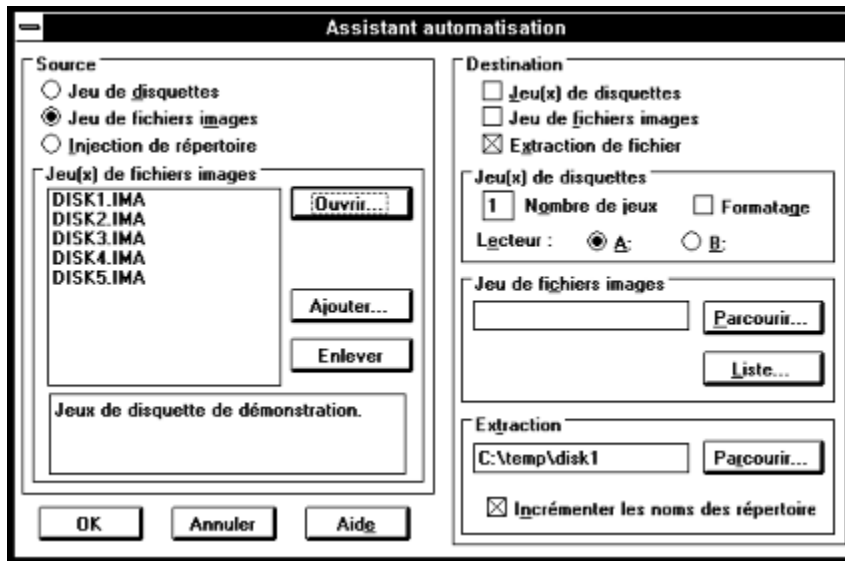 Assistant automatisation
Source
Jeu de disquettes
Jeu de fichiers images
Injection de répertoire
Jeu(x) de fichiers images
DISK1.IMA
DISK2.IMA
DISK3.IMA
DISK4.IMA
DISK5.IMA
Ouvrir...
Ajouter...
Enlever
Jeux de disquette de démonstration.
OK
Annuler
Aide
Destination
Jeu(x) de disquettes
Jeu de fichiers images
Extraction de fichier
Jeu(x) de disquettes
1 Nombre de jeux Formatage
Lecteur : A: B:
Jeu de fichiers images
Parcourir...
Liste...
Extraction
C:\temp\disk1 Parcourir...
Incrémenter les noms des répertoire